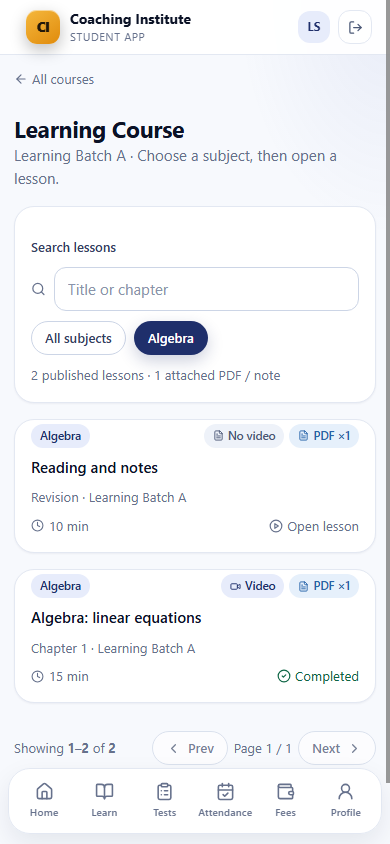 CI
Coaching Institute
STUDENT APP
LS
All courses
Learning Course
Learning Batch A · Choose a subject, then open a
lesson.
Search lessons
Title or chapter
All subjects
Algebra
2 published lessons · 1 attached PDF / note
Algebra
No video
PDF ×1
Reading and notes
Revision · Learning Batch A
10 min
Open lesson
Algebra
Video
PDF ×1
Algebra: linear equations
Chapter 1 · Learning Batch A
15 min
Completed
Showing 1–2 of 2
Prev
Page 1 / 1
Next
Home
Learn
Tests
Attendance
Fees
Profile